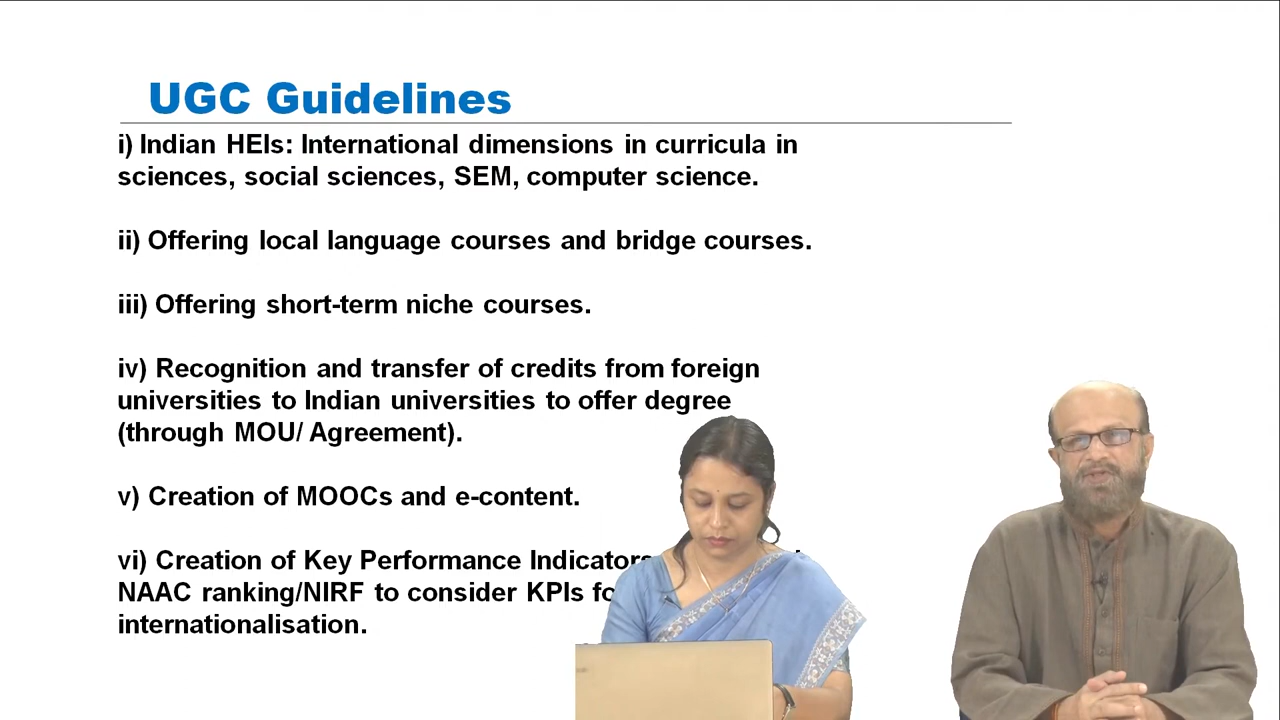 UGC Guidelines
i) Indian HEIs: International dimensions in curricula in
sciences, social sciences, SEM, computer science.
ii) Offering local language courses and bridge courses.
iii) Offering short-term niche courses.
iv) Recognition and transfer of credits from foreign
universities to Indian universities to offer degree
(through MOU/ Agreement).
v) Creation of MOOCs and e-content.
vi) Creation of Key Performance Indicators
NAAC ranking/NIRF to consider KPIs
internationalisation.